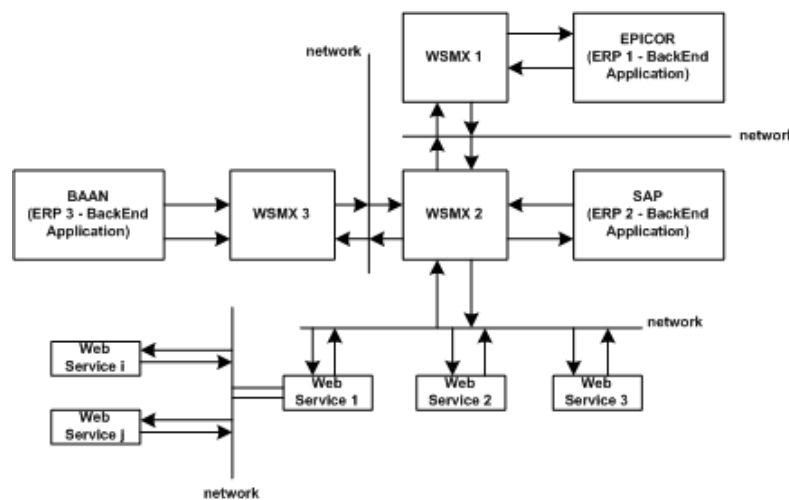 network
WSMX 1
EPICOR
(ERP 1 - BackEnd
Application)
network
BAAN
(ERP 3 - BackEnd
Application)
WSMX 3
WSMX 2
SAP
(ERP 2 - BackEnd
Application)
network
Web
Service i
Web
Service 1
Web
Service 2
Web
Service 3
Web
Service j
network